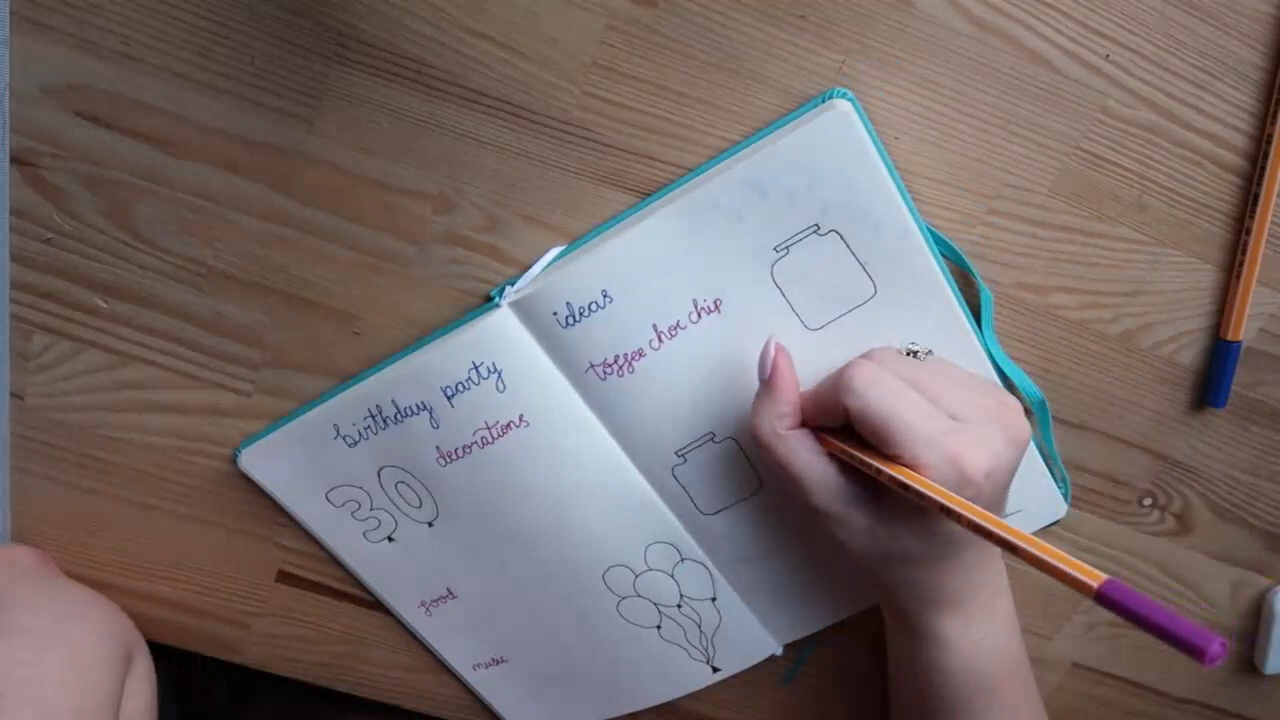 birthday party
decorations
30
food
music
ideas
toffee choc chip